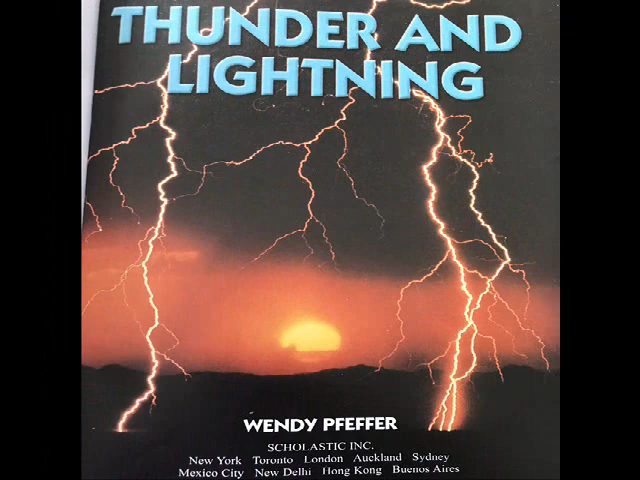 THUNDER AND
LIGHTNING
WENDY PFEFFER
SCHOLASTIC INC.
New York Toronto London Auckland Sydney
Mexico City New Delhi Hong Kong Buenos Aires